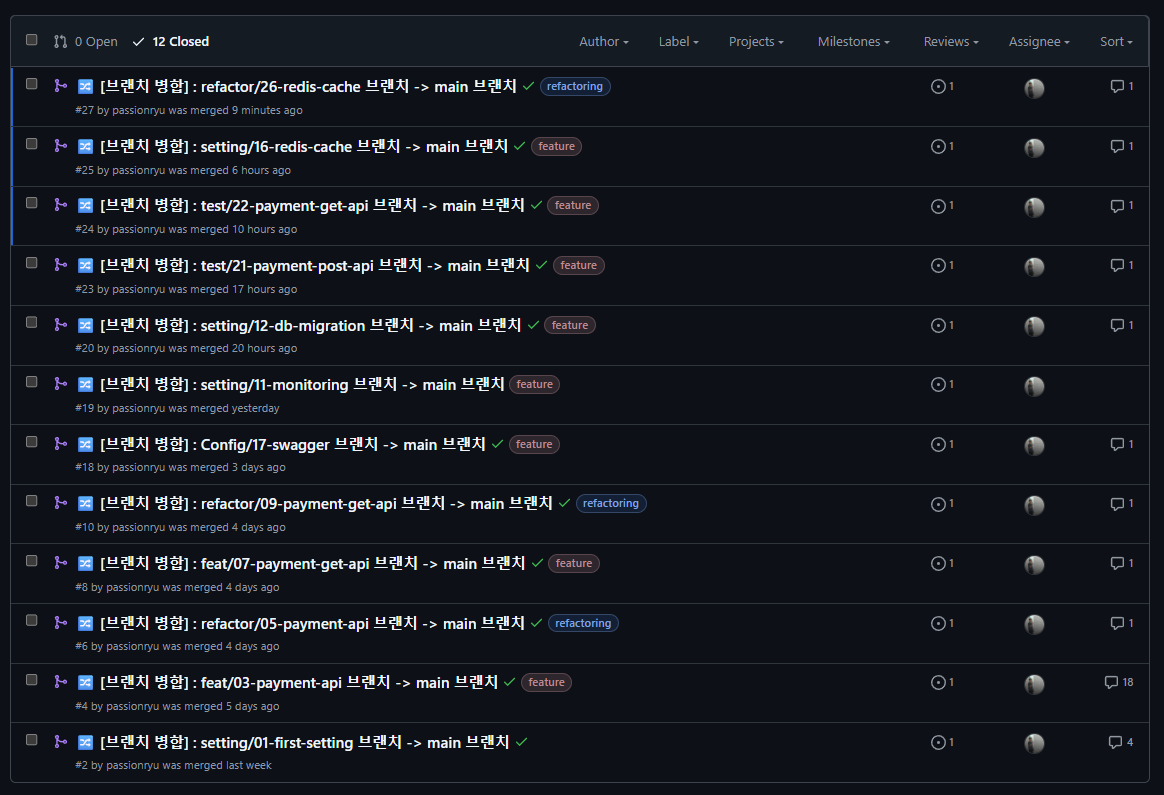 0 Open 12 Closed Author Label Projects Milestones Reviews Assignee Sort
[브랜치 병합] : refactor/26-redis-cache 브랜치 -> main 브랜치 refactoring 1 1
#27 by passionryu was merged 9 minutes ago
[브랜치 병합] : setting/16-redis-cache 브랜치 -> main 브랜치 feature 1 1
#25 by passionryu was merged 6 hours ago
[브랜치 병합] : test/22-payment-get-api 브랜치 -> main 브랜치 feature 1 1
#24 by passionryu was merged 10 hours ago
[브랜치 병합] : test/21-payment-post-api 브랜치 -> main 브랜치 feature 1 1
#23 by passionryu was merged 17 hours ago
[브랜치 병합] : setting/12-db-migration 브랜치 -> main 브랜치 feature 1 1
#20 by passionryu was merged 20 hours ago
[브랜치 병합] : setting/11-monitoring 브랜치 -> main 브랜치 feature 1
#19 by passionryu was merged yesterday
[브랜치 병합] : Config/17-swagger 브랜치 -> main 브랜치 feature 1 1
#18 by passionryu was merged 3 days ago
[브랜치 병합] : refactor/09-payment-get-api 브랜치 -> main 브랜치 refactoring 1 1
#10 by passionryu was merged 4 days ago
[브랜치 병합] : feat/07-payment-get-api 브랜치 -> main 브랜치 feature 1 1
#8 by passionryu was merged 4 days ago
[브랜치 병합] : refactor/05-payment-api 브랜치 -> main 브랜치 refactoring 1 1
#6 by passionryu was merged 4 days ago
[브랜치 병합] : feat/03-payment-api 브랜치 -> main 브랜치 feature 1 18
#4 by passionryu was merged 5 days ago
[브랜치 병합] : setting/01-first-setting 브랜치 -> main 브랜치 1 4
#2 by passionryu was merged last week